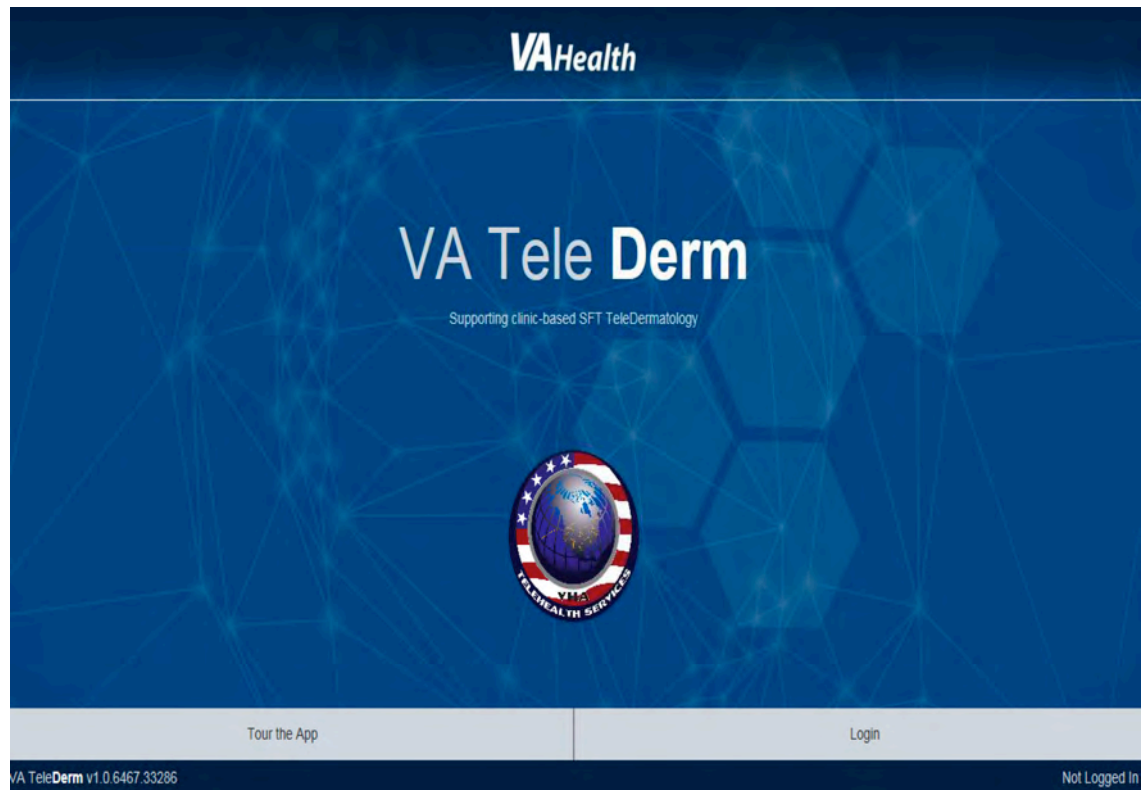 VAHealth
VA Tele Derm
Supporting clinic-based SFT TeleDermatology
VHA
TELEHEALTH SERVICES
Tour the App
Login
VA TeleDerm v1.0.6467.33286
Not Logged In